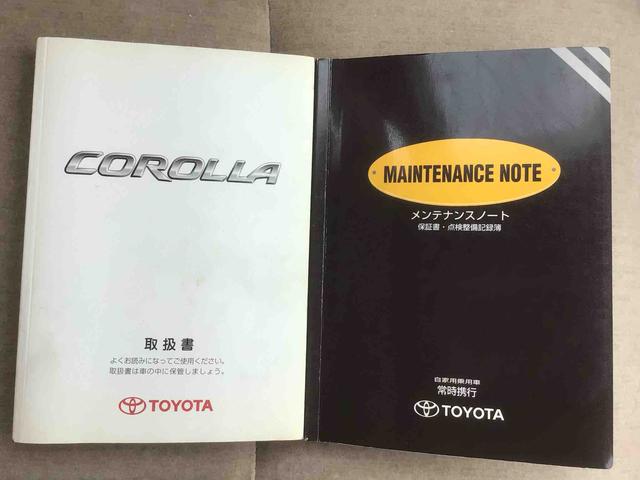 COROLLA
取扱書
よくお読みになってご使用ください。
取扱書は車の中に保管しましょう。
TOYOTA
MAINTENANCE NOTE
メンテナンスノート
保証書・点検整備記録簿
自家用乗用車
常時携行
TOYOTA